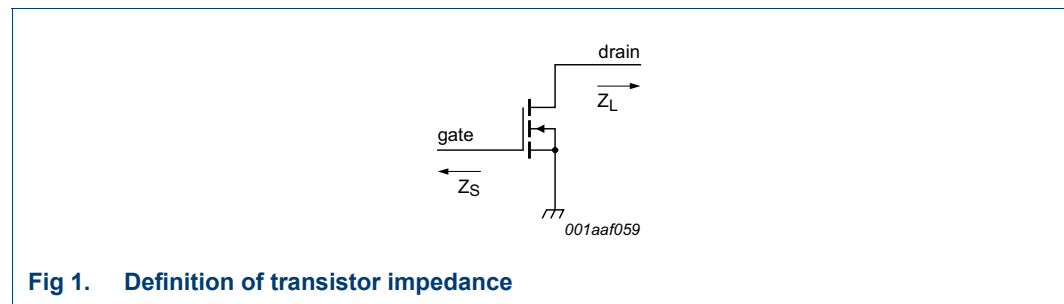 drain
Z_L
gate
Z_S
001aaf059
Fig 1. Definition of transistor impedance